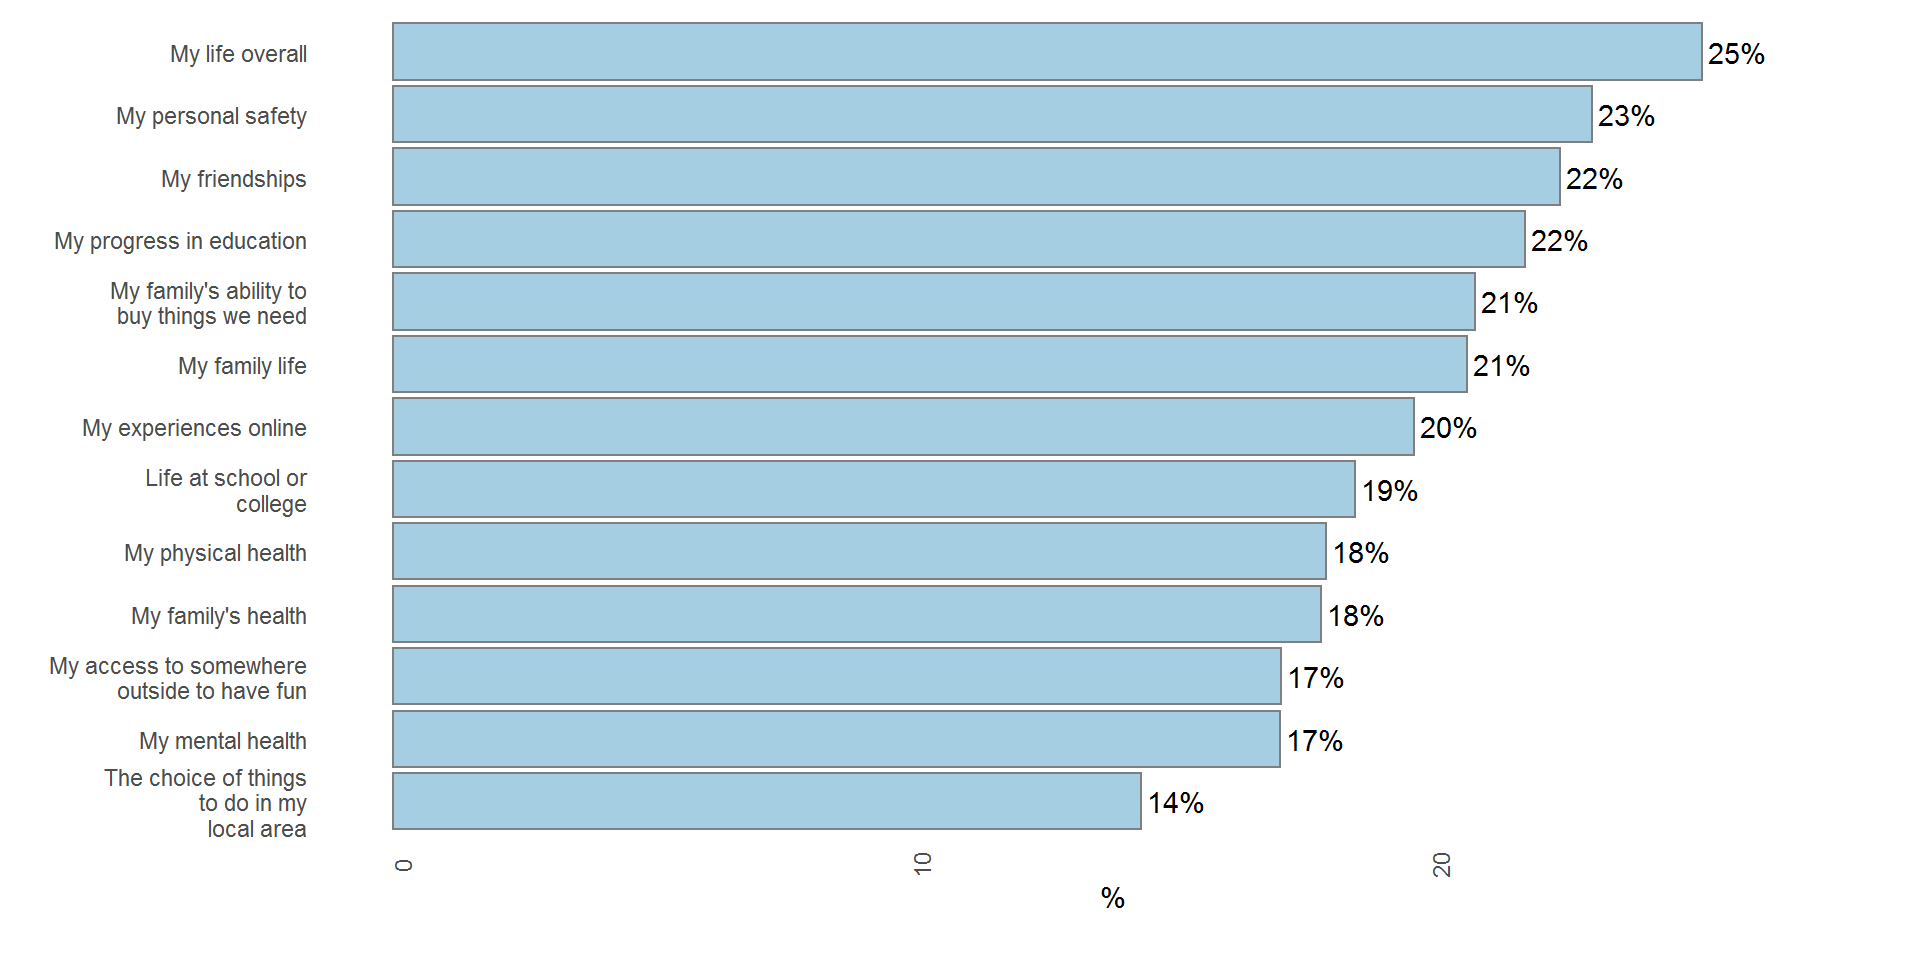 My life overall
25%
My personal safety
23%
My friendships
22%
My progress in education
22%
My family's ability to
buy things we need
21%
My family life
21%
My experiences online
20%
Life at school or
college
19%
My physical health
18%
My family's health
18%
My access to somewhere
outside to have fun
17%
My mental health
17%
The choice of things
to do in my
local area
14%
0
10
20
%